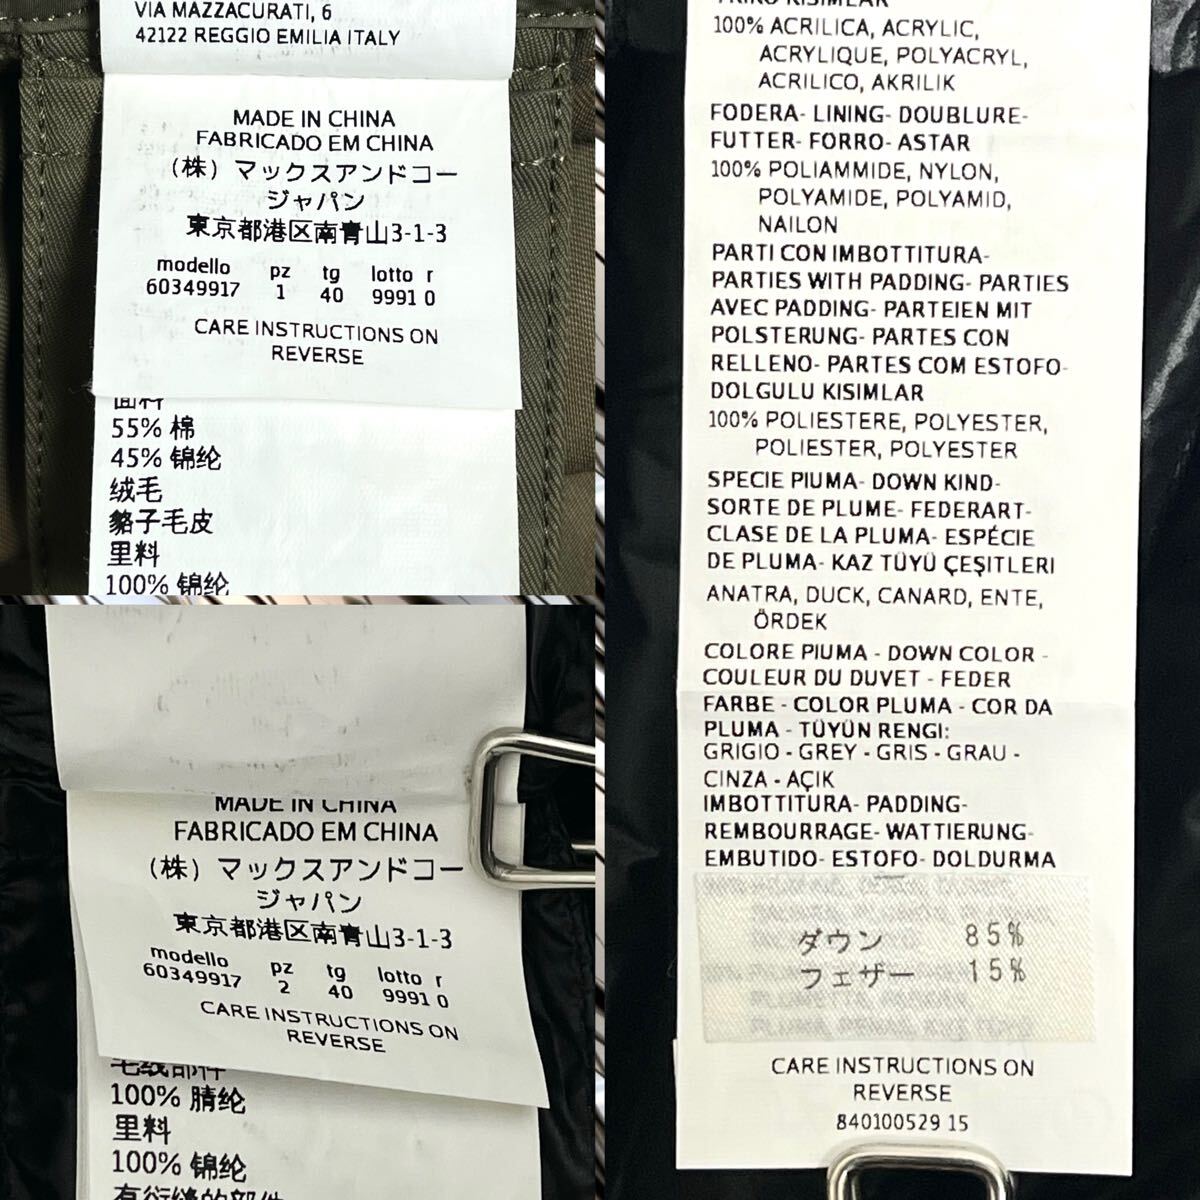 VIA MAZZACURATI, 6
42122 REGGIO EMILIA ITALY
MADE IN CHINA
FABRICADO EM CHINA
(株) マックスアンドコー
ジャパン
東京都港区南青山3-1-3
modello pz tg lotto r
60349917 1 40 9991 0
CARE INSTRUCTIONS ON
REVERSE
面料
55% 棉
45% 锦纶
绒毛
貉子毛皮
里料
100% 锦纶
MADE IN CHINA
FABRICADO EM CHINA
(株) マックスアンドコー
ジャパン
東京都港区南青山3-1-3
modello pz tg lotto r
60349917 2 40 9991 0
CARE INSTRUCTIONS ON
REVERSE
毛线部件
100% 腈纶
里料
100% 锦纶
有衍缝的部件
TRIKO KISIMLAR
100% ACRILICA, ACRYLIC,
ACRYLIQUE, POLYACRYL,
ACRILICO, AKRILIK
FODERA- LINING- DOUBLURE-
FUTTER- FORRO- ASTAR
100% POLIAMMIDE, NYLON,
POLYAMIDE, POLYAMID,
NAILON
PARTI CON IMBOTTITURA-
PARTIES WITH PADDING- PARTIES
AVEC PADDING- PARTEIEN MIT
POLSTERUNG- PARTES CON
RELLENO- PARTES COM ESTOFO-
DOLGULU KISIMLAR
100% POLIESTERE, POLYESTER,
POLIESTER, POLYESTER
SPECIE PIUMA- DOWN KIND-
SORTE DE PLUME- FEDERART-
CLASE DE LA PLUMA- ESPÉCIE
DE PLUMA- KAZ TÜYÜ ÇEŞITLERI
ANATRA, DUCK, CANARD, ENTE,
ÖRDEK
COLORE PIUMA - DOWN COLOR -
COULEUR DU DUVET - FEDER
FARBE - COLOR PLUMA - COR DA
PLUMA - TÜYÜN RENGI:
GRIGIO - GREY - GRIS - GRAU -
CINZA - AÇIK
IMBOTTITURA- PADDING-
REMBOURRAGE- WATTIERUNG-
EMBUTIDO- ESTOFO- DOLDURMA
ダウン 85%
フェザー 15%
CARE INSTRUCTIONS ON
REVERSE
840100529 15